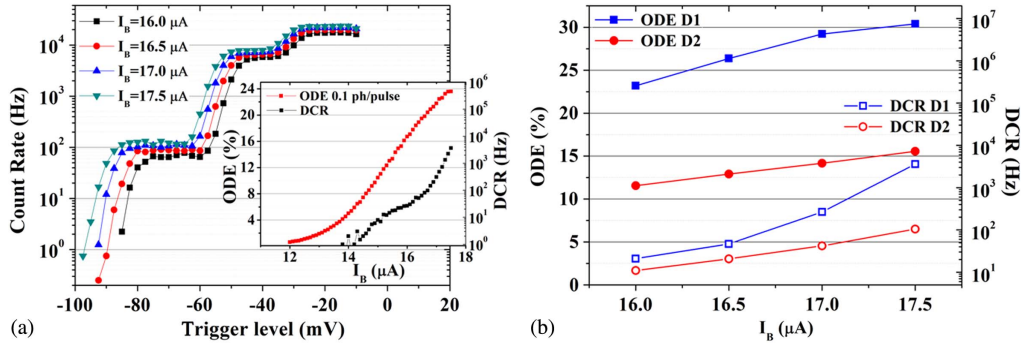 Count Rate (Hz)
10^4
10^3
10^2
10^1
10^0
I_B=16.0 μA
I_B=16.5 μA
I_B=17.0 μA
I_B=17.5 μA
ODE 0.1 ph/pulse
DCR
ODE (%)
24
20
16
12
8
4
10^6
10^5
10^4
10^3
10^2
10^1
10^0
DCR (Hz)
12 14 16 18
I_B (μA)
-100 -80 -60 -40 -20 0 20
Trigger level (mV)
(a)
ODE (%)
30
25
20
15
10
5
0
ODE D1
ODE D2
DCR D1
DCR D2
10^7
10^6
10^5
10^4
10^3
10^2
10^1
DCR (Hz)
16.0 16.5 17.0 17.5
I_B (μA)
(b)